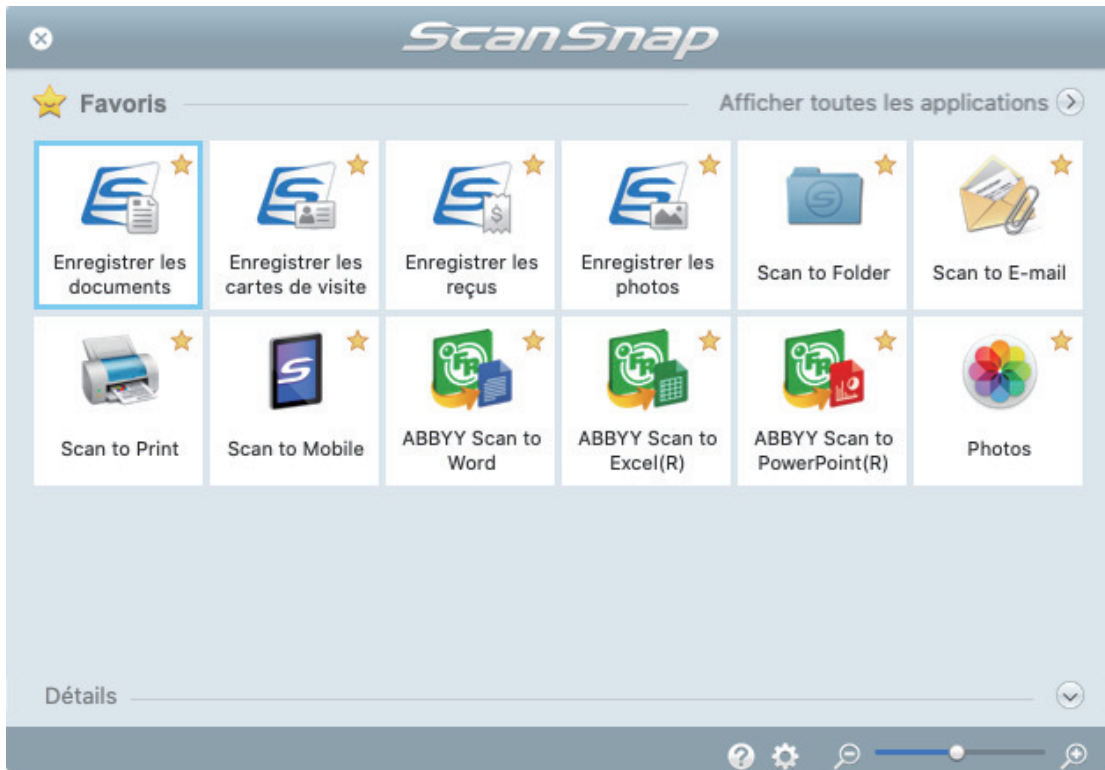 ScanSnap
Favoris
Afficher toutes les applications
Enregistrer les
documents
Enregistrer les
cartes de visite
Enregistrer les
reçus
Enregistrer les
photos
Scan to Folder
Scan to E-mail
Scan to Print
Scan to Mobile
ABBYY Scan to
Word
ABBYY Scan to
Excel(R)
ABBYY Scan to
PowerPoint(R)
Photos
Détails